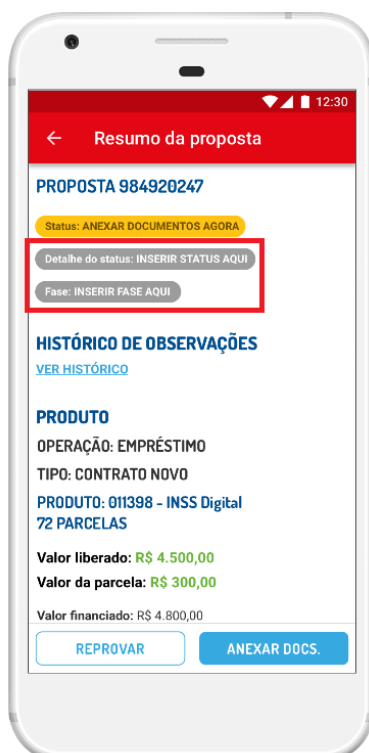 12:30
Resumo da proposta
PROPOSTA 984920247
Status: ANEXAR DOCUMENTOS AGORA
Detalhe do status: INSERIR STATUS AQUI
Fase: INSERIR FASE AQUI
HISTÓRICO DE OBSERVAÇÕES
VER HISTÓRICO
PRODUTO
OPERAÇÃO: EMPRÉSTIMO
TIPO: CONTRATO NOVO
PRODUTO: 011398 - INSS Digital
72 PARCELAS
Valor liberado: R$ 4.500,00
Valor da parcela: R$ 300,00
Valor financiado: R$ 4.800,00
REPROVAR
ANEXAR DOCS.